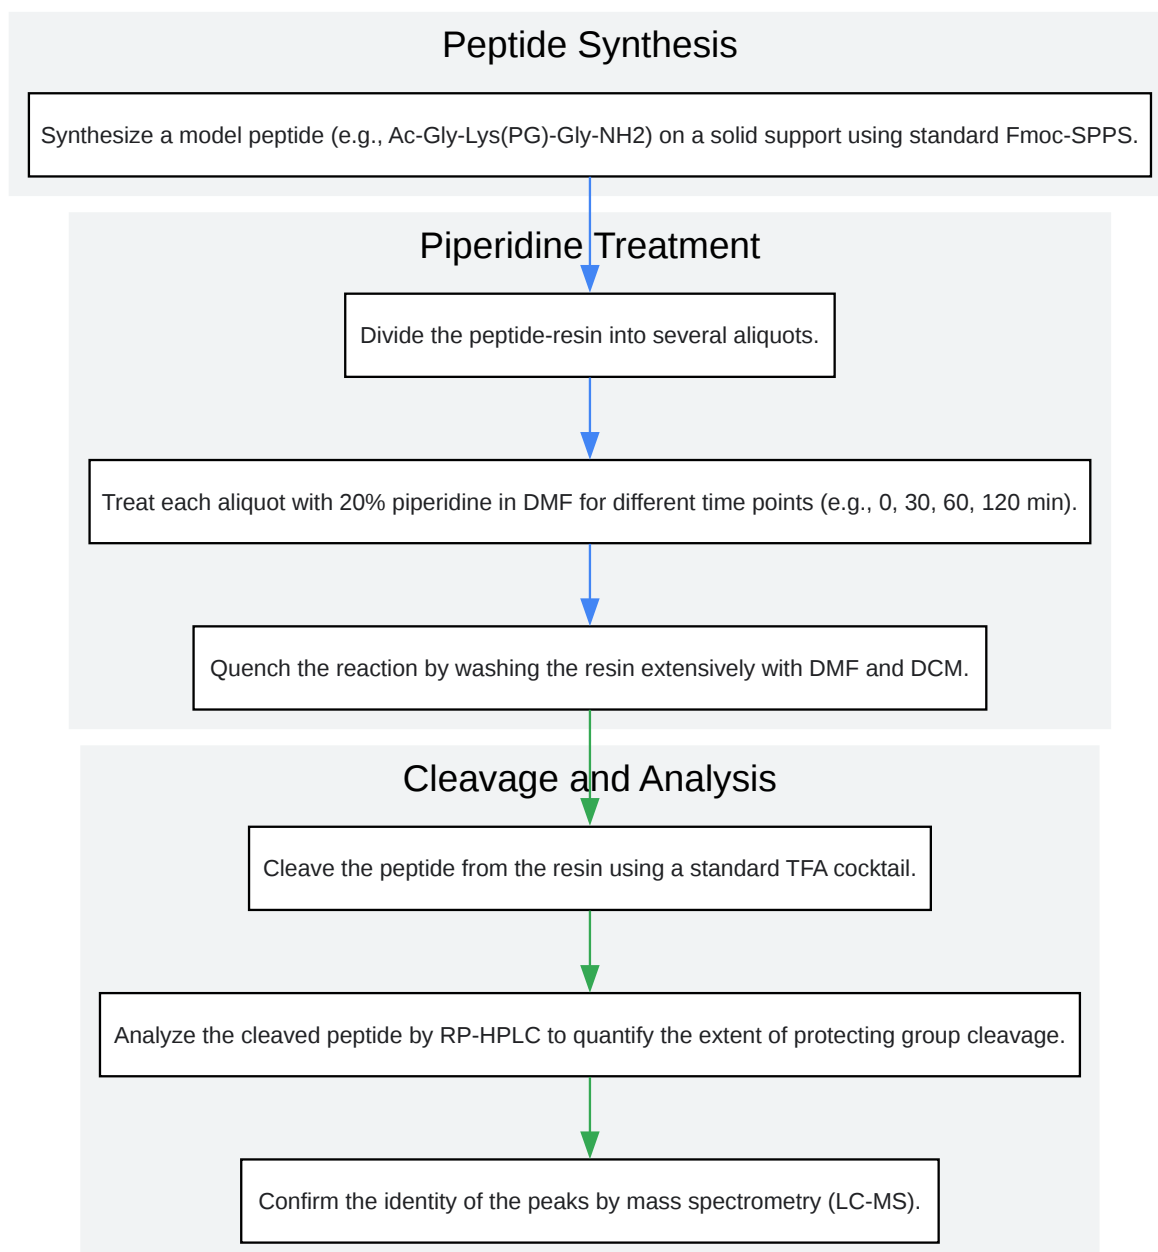 Peptide Synthesis
Synthesize a model peptide (e.g., Ac-Gly-Lys(PG)-Gly-NH2) on a solid support using standard Fmoc-SPPS.
Piperidine Treatment
Divide the peptide-resin into several aliquots.
Treat each aliquot with 20% piperidine in DMF for different time points (e.g., 0, 30, 60, 120 min).
Quench the reaction by washing the resin extensively with DMF and DCM.
Cleavage and Analysis
Cleave the peptide from the resin using a standard TFA cocktail.
Analyze the cleaved peptide by RP-HPLC to quantify the extent of protecting group cleavage.
Confirm the identity of the peaks by mass spectrometry (LC-MS).